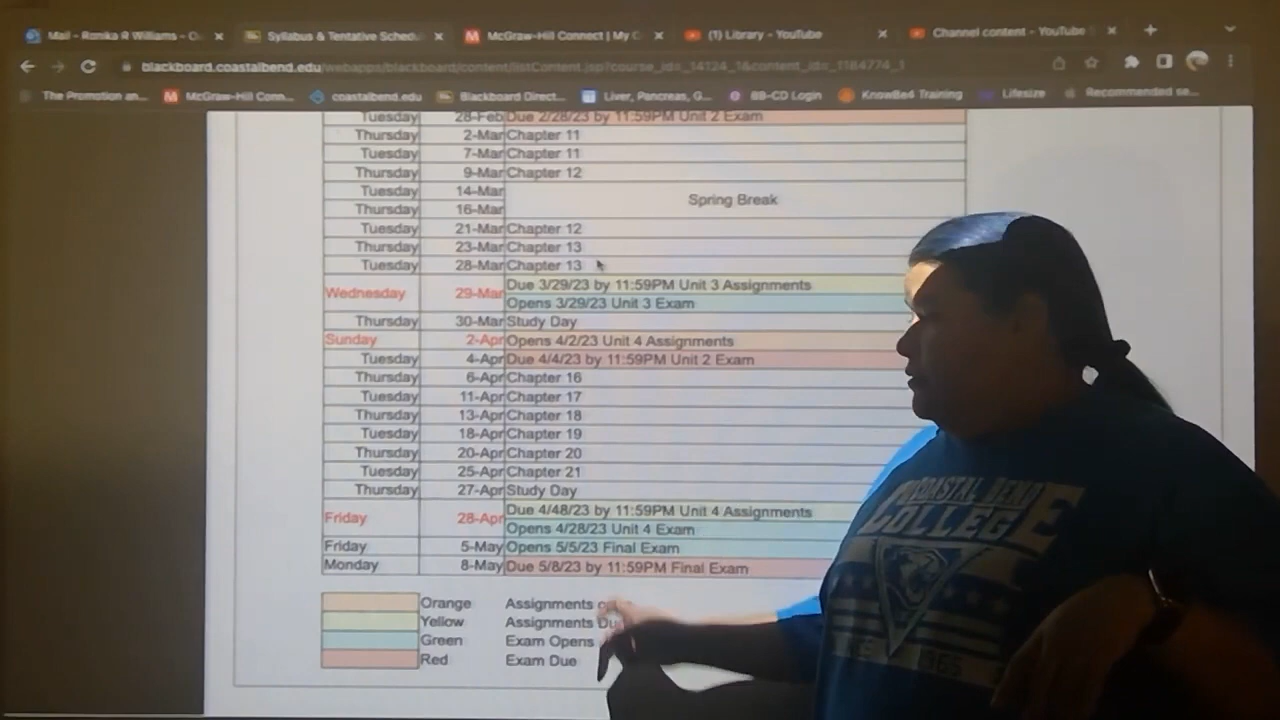 Mail - Ronika R Williams - O
Syllabus & Tentative Sched
McGraw-Hill Connect | My C
(1) Library - YouTube
Channel content - YouTube
blackboard.coastalbend.edu/webapps/blackboard/content/listContent.jsp?course_id=_14124_1&content_id=_1184774_1
The Promotion an...
McGraw-Hill Conn...
coastalbend.edu
Blackboard Direct...
Liver, Pancreas, G...
BB-CD Login
KnowBe4 Training
Lifesize
Recommended se...
Tuesday 28-Feb Due 2/28/23 by 11:59PM Unit 2 Exam
Thursday 2-Mar Chapter 11
Tuesday 7-Mar Chapter 11
Thursday 9-Mar Chapter 12
Tuesday 14-Mar
Spring Break
Thursday 16-Mar
Tuesday 21-Mar Chapter 12
Thursday 23-Mar Chapter 13
Tuesday 28-Mar Chapter 13
Wednesday 29-Mar Due 3/29/23 by 11:59PM Unit 3 Assignments
Opens 3/29/23 Unit 3 Exam
Thursday 30-Mar Study Day
Sunday 2-Apr Opens 4/2/23 Unit 4 Assignments
Tuesday 4-Apr Due 4/4/23 by 11:59PM Unit 2 Exam
Thursday 6-Apr Chapter 16
Tuesday 11-Apr Chapter 17
Thursday 13-Apr Chapter 18
Tuesday 18-Apr Chapter 19
Thursday 20-Apr Chapter 20
Tuesday 25-Apr Chapter 21
Thursday 27-Apr Study Day
Friday 28-Apr Due 4/48/23 by 11:59PM Unit 4 Assignments
Opens 4/28/23 Unit 4 Exam
Friday 5-May Opens 5/5/23 Final Exam
Monday 8-May Due 5/8/23 by 11:59PM Final Exam
Orange Assignments
Yellow Assignments Du
Green Exam Opens
Red Exam Due
COASTAL BEND
COLLEGE